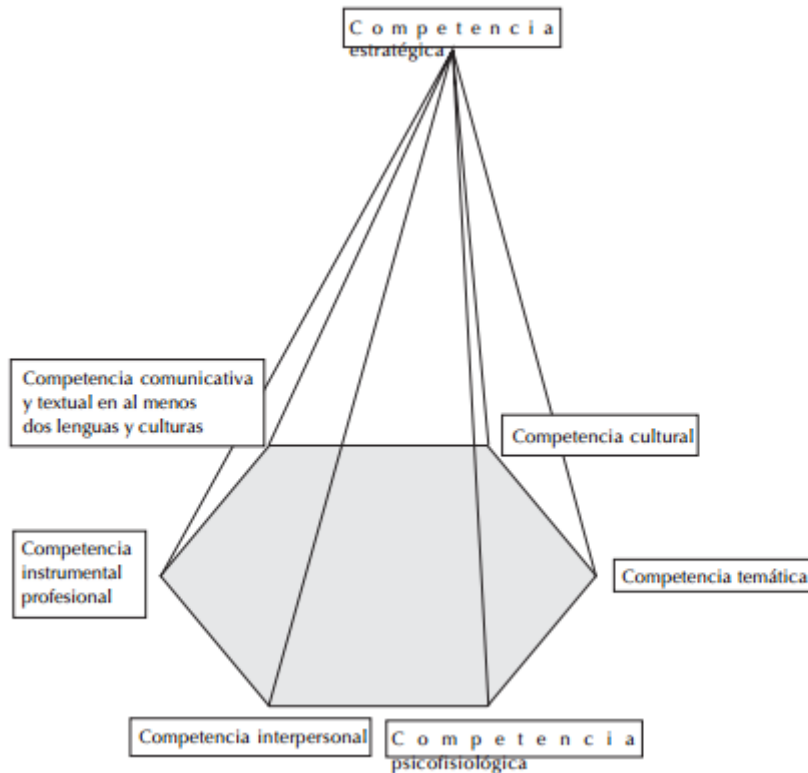 Competencia
estratégica
Competencia comunicativa
y textual en al menos
dos lenguas y culturas
Competencia cultural
Competencia
instrumental
profesional
Competencia temática
Competencia interpersonal
Competencia
psicofisiológica